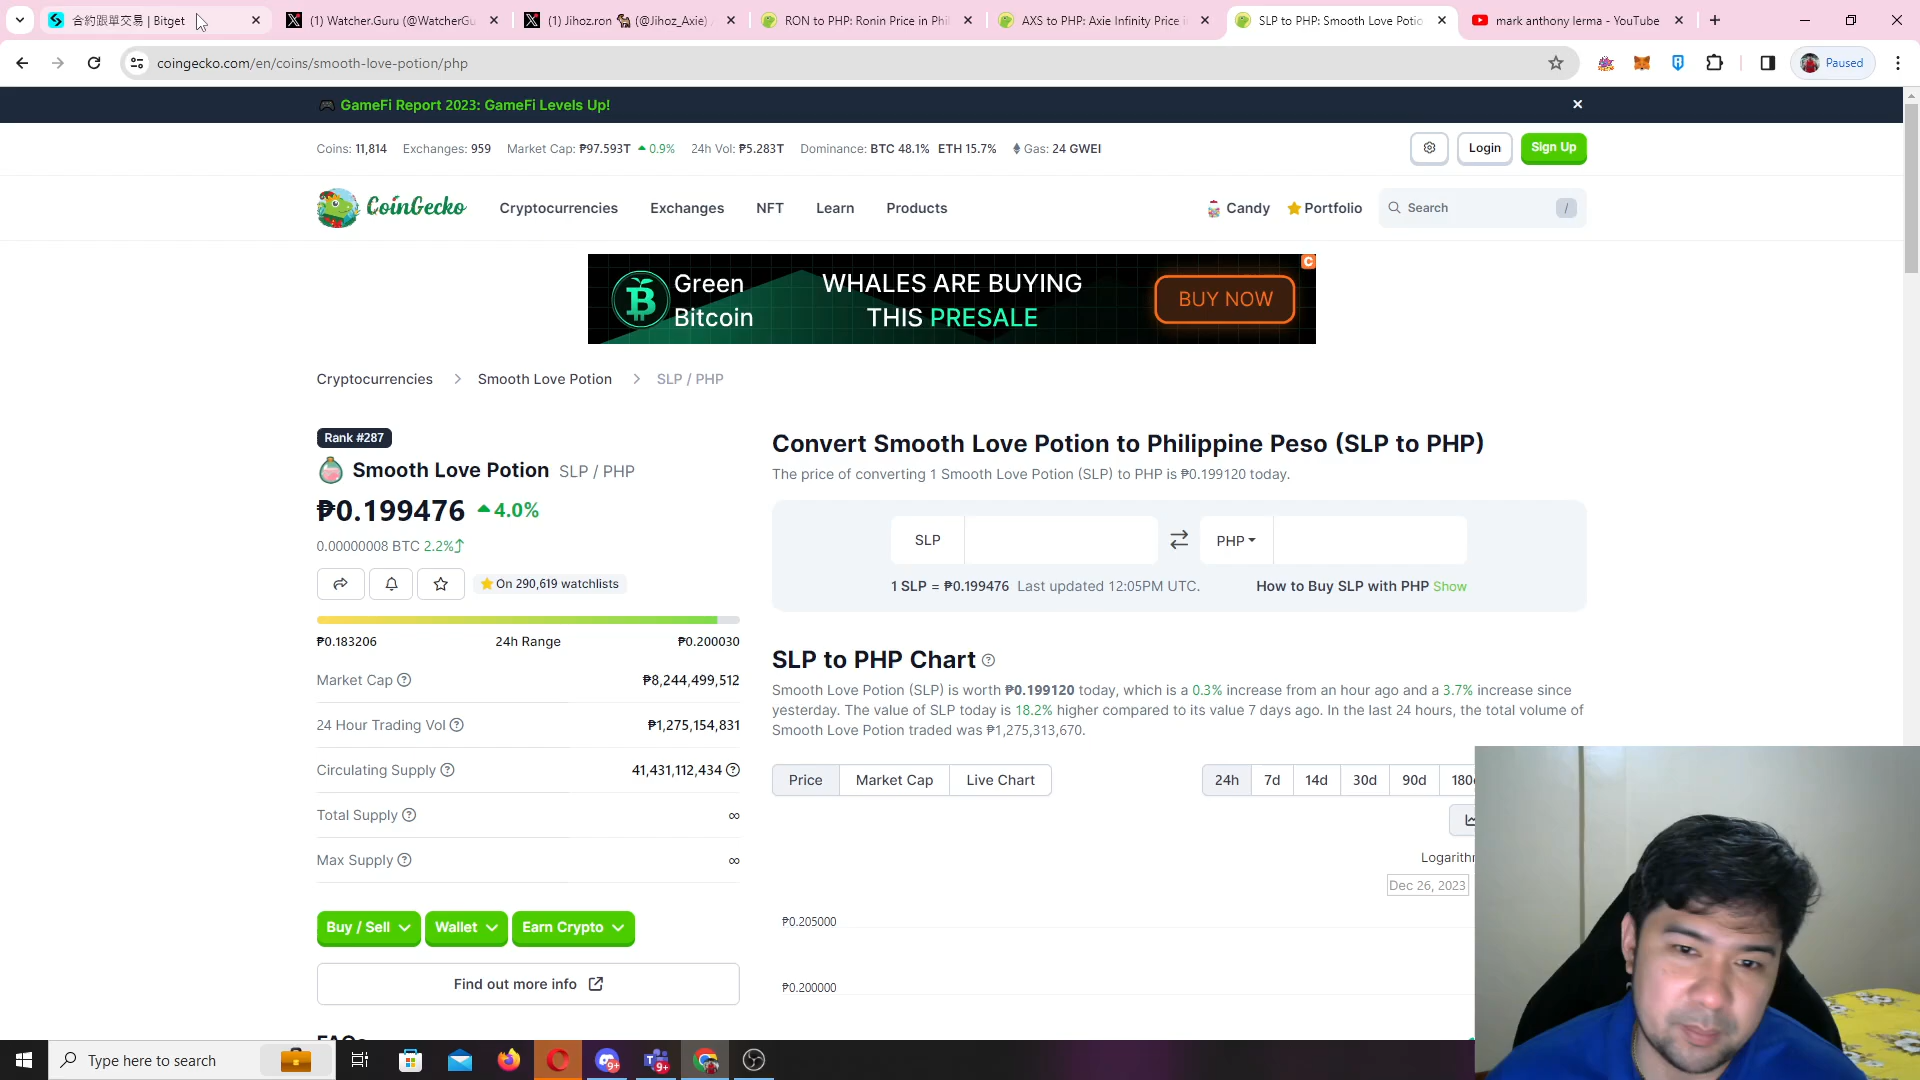 合約跟單交易 | Bitget
(1) Watcher.Guru (@WatcherGu
(1) Jihoz.ron 🐪 (@Jihoz_Axie) /
RON to PHP: Ronin Price in Phi
AXS to PHP: Axie Infinity Price i
SLP to PHP: Smooth Love Potio
mark anthony lerma - YouTube
coingecko.com/en/coins/smooth-love-potion/php
Paused
🎮 GameFi Report 2023: GameFi Levels Up!
Coins: 11,814 Exchanges: 959 Market Cap: ₱97.593T 0.9% 24h Vol: ₱5.283T Dominance: BTC 48.1% ETH 15.7% Gas: 24 GWEI
Login
Sign Up
CoinGecko
Cryptocurrencies Exchanges NFT Learn Products
Candy
Portfolio
Search /
Green
Bitcoin
WHALES ARE BUYING
THIS PRESALE
BUY NOW
C
Cryptocurrencies > Smooth Love Potion > SLP / PHP
Rank #287
Smooth Love Potion SLP / PHP
₱0.199476 4.0%
0.00000008 BTC 2.2%
On 290,619 watchlists
₱0.183206 24h Range ₱0.200030
Market Cap ₱8,244,499,512
24 Hour Trading Vol ₱1,275,154,831
Circulating Supply 41,431,112,434
Total Supply ∞
Max Supply ∞
Buy / Sell
Wallet
Earn Crypto
Find out more info
FAQs
Convert Smooth Love Potion to Philippine Peso (SLP to PHP)
The price of converting 1 Smooth Love Potion (SLP) to PHP is ₱0.199120 today.
SLP
PHP
1 SLP = ₱0.199476 Last updated 12:05PM UTC.
How to Buy SLP with PHP Show
SLP to PHP Chart
Smooth Love Potion (SLP) is worth ₱0.199120 today, which is a 0.3% increase from an hour ago and a 3.7% increase since
yesterday. The value of SLP today is 18.2% higher compared to its value 7 days ago. In the last 24 hours, the total volume of
Smooth Love Potion traded was ₱1,275,313,670.
Price Market Cap Live Chart
24h 7d 14d 30d 90d 180
Logarith
Dec 26, 2023
₱0.205000
₱0.200000
Type here to search
9+
9+